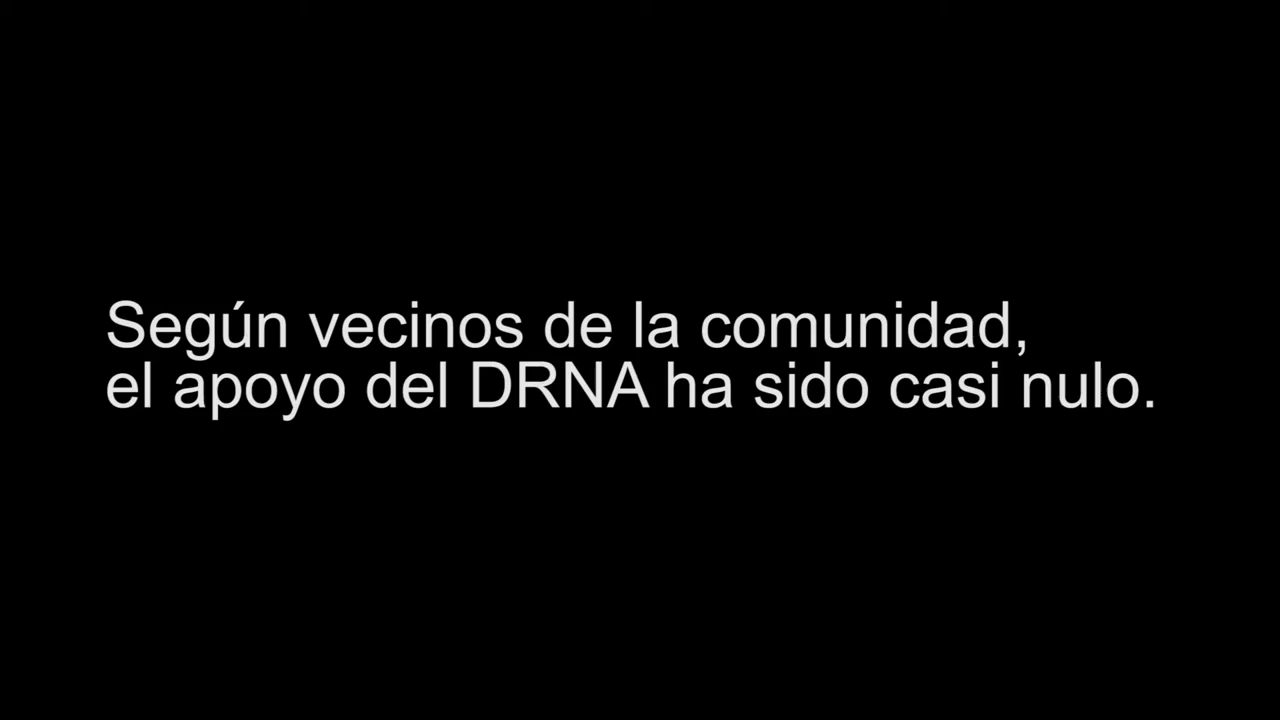 Según vecinos de la comunidad,
el apoyo del DRNA ha sido casi nulo.